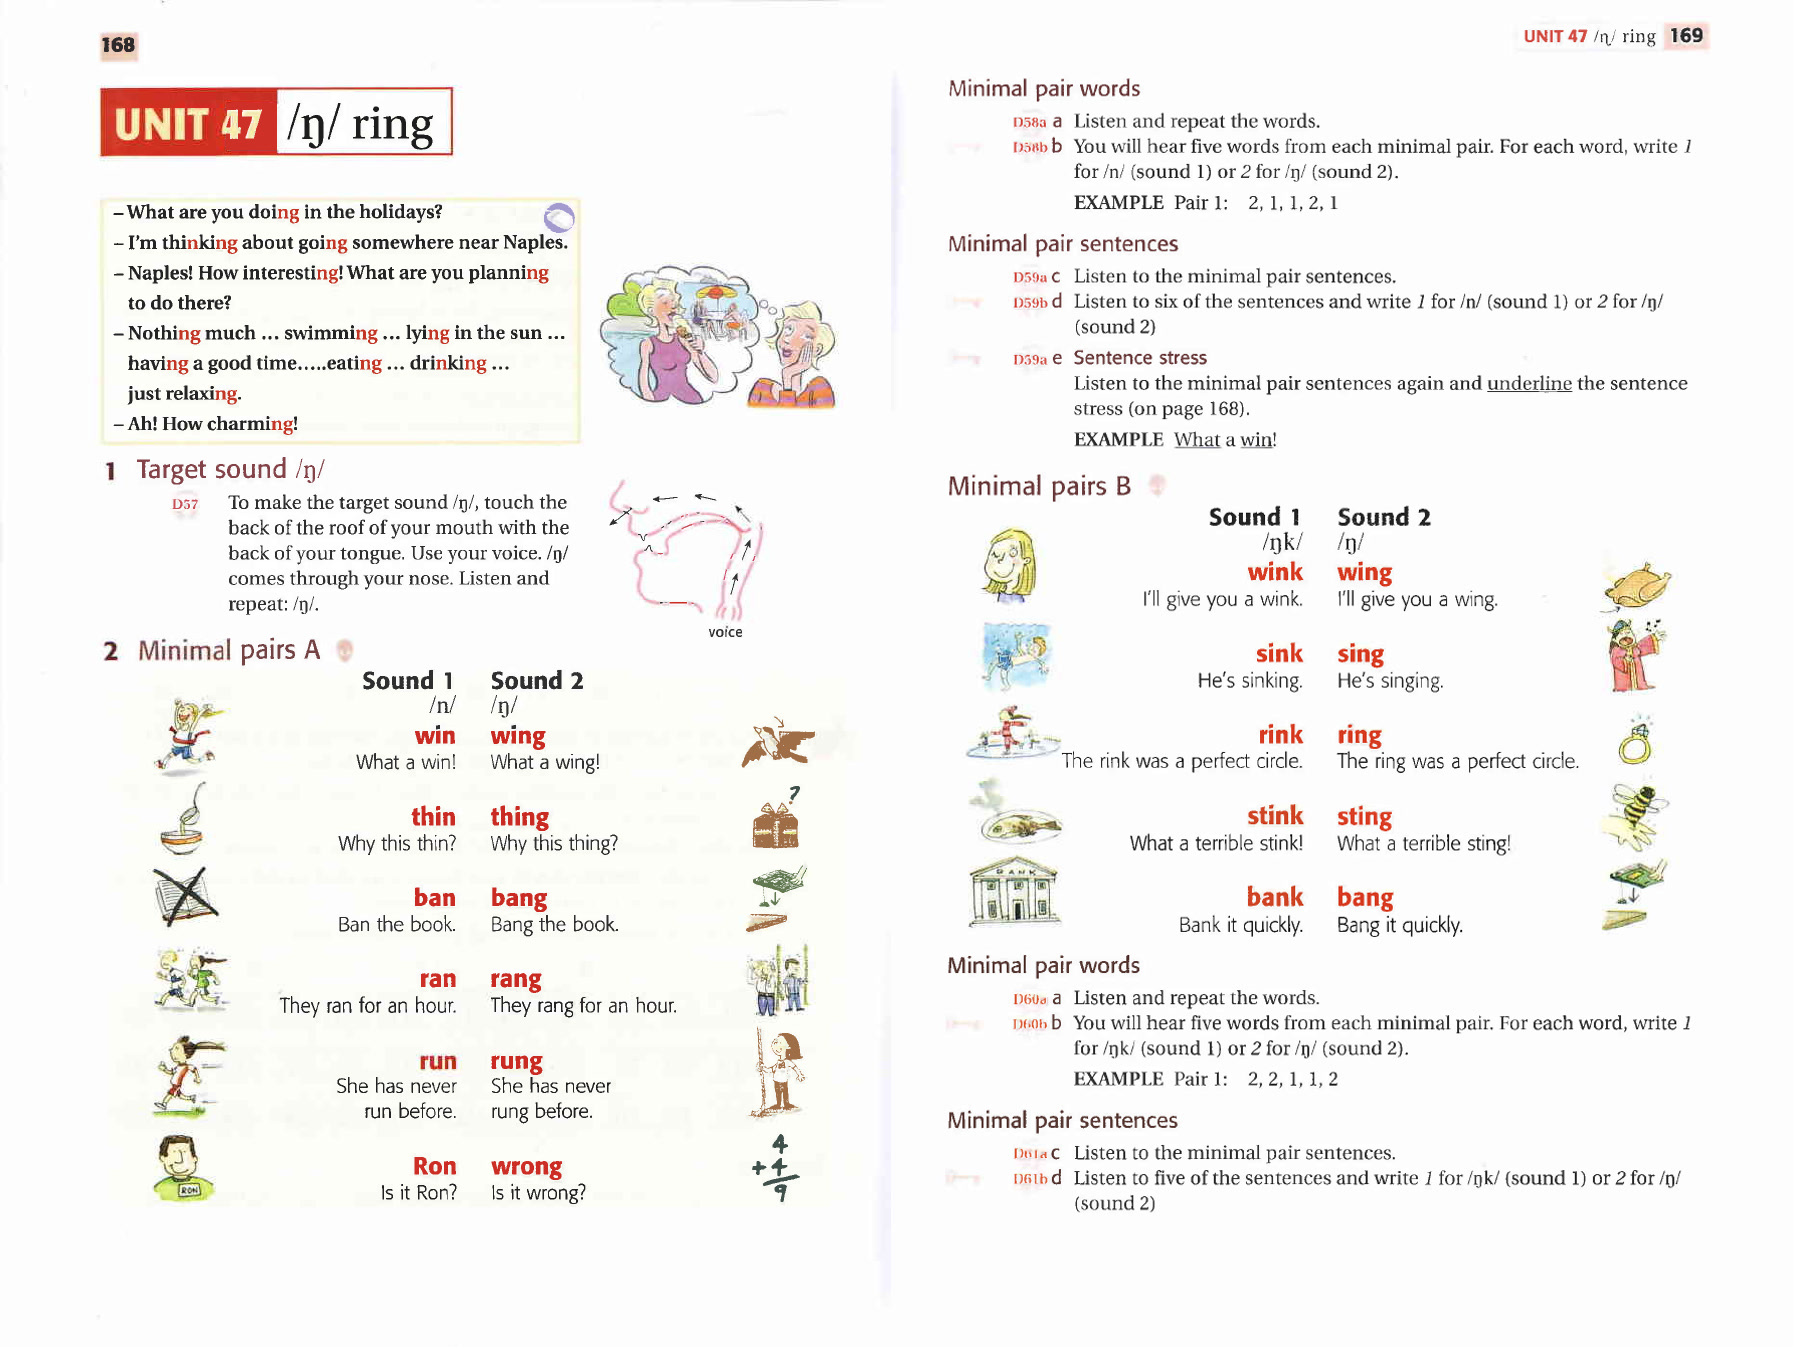 168
UNIT 47 /ŋ/ ring
– What are you doing in the holidays?
– I'm thinking about going somewhere near Naples.
– Naples! How interesting! What are you planning
to do there?
– Nothing much ... swimming ... lying in the sun ...
having a good time.....eating ... drinking ...
just relaxing.
– Ah! How charming!
1 Target sound /ŋ/
D57 To make the target sound /ŋ/, touch the
back of the roof of your mouth with the
back of your tongue. Use your voice. /ŋ/
comes through your nose. Listen and
repeat: /ŋ/.
voice
2 Minimal pairs A
Sound 1 Sound 2
/n/ /ŋ/
win wing
What a win! What a wing!
?
thin thing
Why this thin? Why this thing?
ban bang
Ban the book. Bang the book.
ran rang
They ran for an hour. They rang for an hour.
run rung
She has never She has never
run before. rung before.
4
+4
9
Ron wrong
Is it Ron? Is it wrong?
RON
UNIT 47 /ŋ/ ring 169
Minimal pair words
D58a a Listen and repeat the words.
D58b b You will hear five words from each minimal pair. For each word, write 1
for /n/ (sound 1) or 2 for /ŋ/ (sound 2).
EXAMPLE Pair 1: 2, 1, 1, 2, 1
Minimal pair sentences
D59a c Listen to the minimal pair sentences.
D59b d Listen to six of the sentences and write 1 for /n/ (sound 1) or 2 for /ŋ/
(sound 2)
D59a e Sentence stress
Listen to the minimal pair sentences again and underline the sentence
stress (on page 168).
EXAMPLE What a win!
Minimal pairs B
Sound 1 Sound 2
/ŋk/ /ŋ/
wink wing
I'll give you a wink. I'll give you a wing.
sink sing
He's sinking. He's singing.
rink ring
The rink was a perfect circle. The ring was a perfect circle.
stink sting
What a terrible stink! What a terrible sting!
BANK
bank bang
Bank it quickly. Bang it quickly.
Minimal pair words
D60a a Listen and repeat the words.
D60b b You will hear five words from each minimal pair. For each word, write 1
for /ŋk/ (sound 1) or 2 for /ŋ/ (sound 2).
EXAMPLE Pair 1: 2, 2, 1, 1, 2
Minimal pair sentences
D61a c Listen to the minimal pair sentences.
D61b d Listen to five of the sentences and write 1 for /ŋk/ (sound 1) or 2 for /ŋ/
(sound 2)